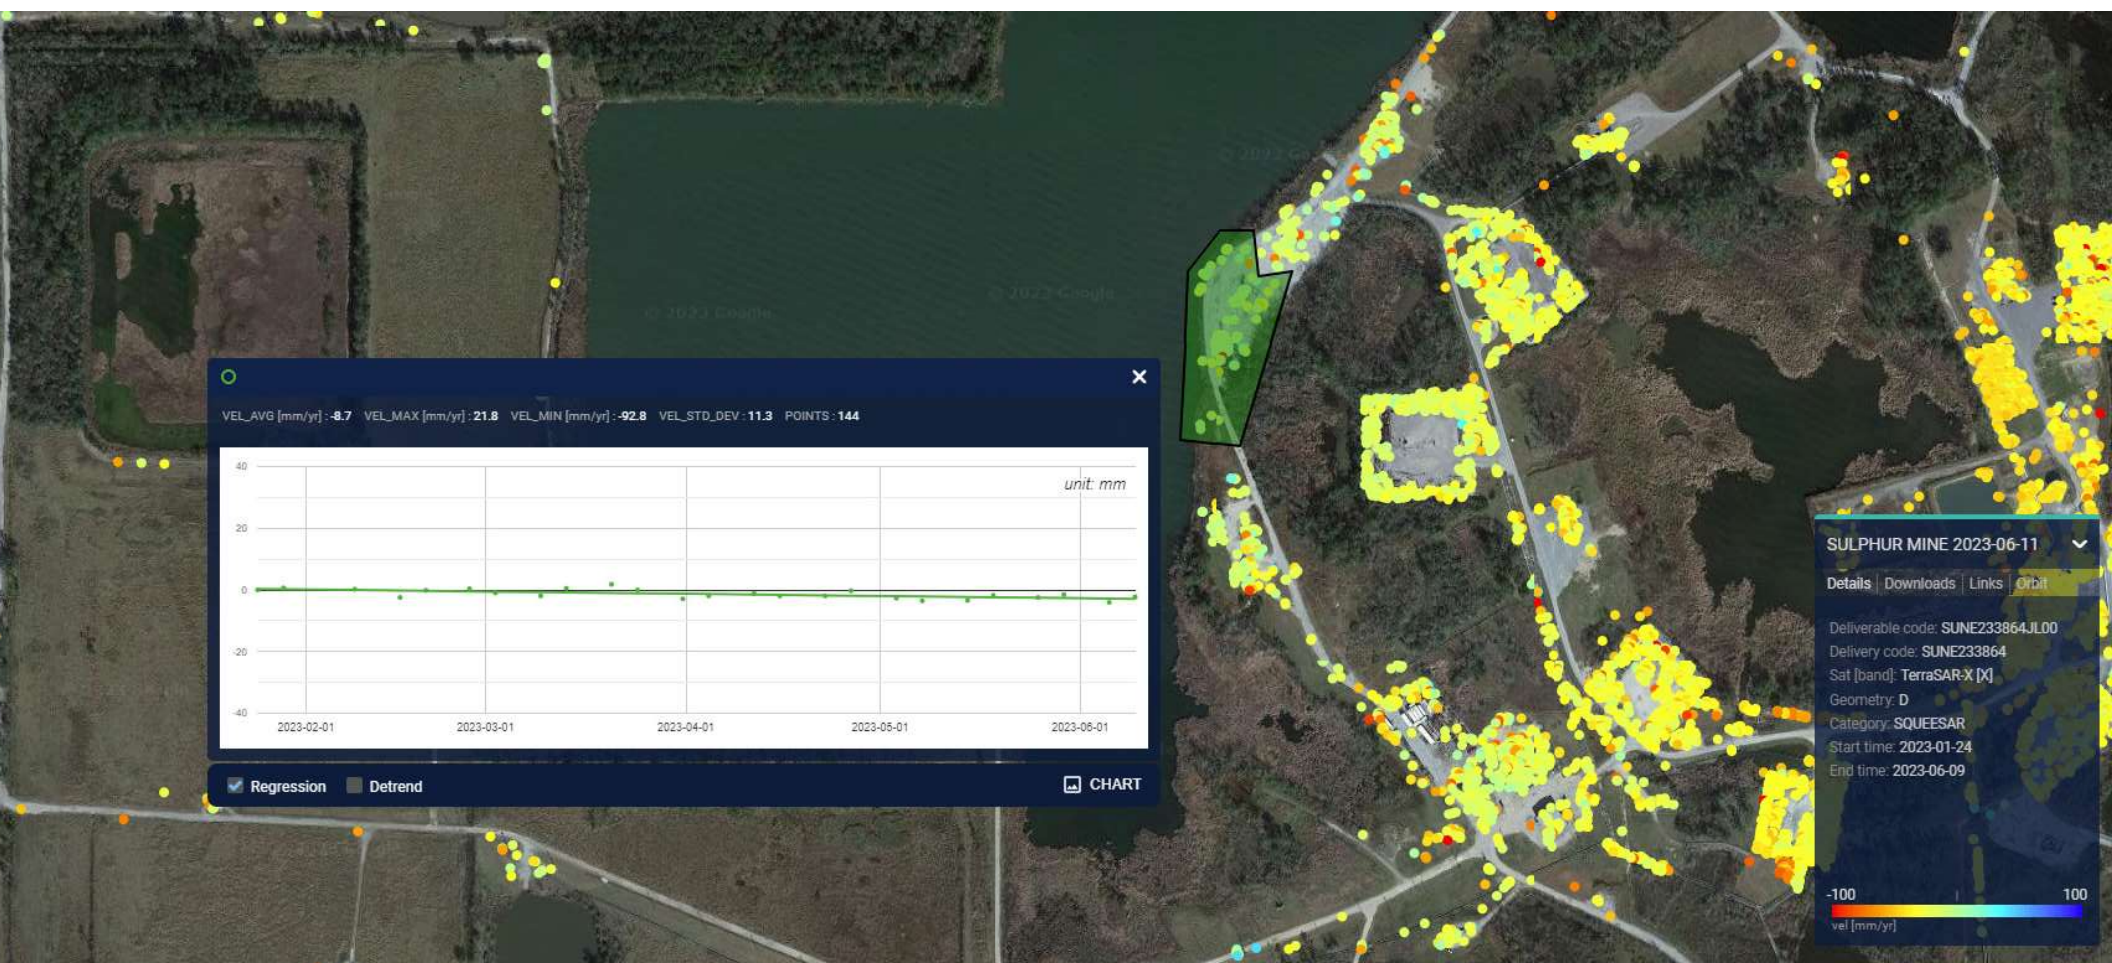 © 2023 Google
© 2023 Google
VEL_AVG [mm/yr] : -8.7 VEL_MAX [mm/yr] : 21.8 VEL_MIN [mm/yr] : -92.8 VEL_STD_DEV : 11.3 POINTS : 144
unit: mm
40
20
0
-20
-40
2023-02-01 2023-03-01 2023-04-01 2023-05-01 2023-06-01
Regression Detrend CHART
SULPHUR MINE 2023-06-11
Details Downloads Links Orbit
Deliverable code: SUNE233864JL00
Delivery code: SUNE233864
Sat [band]: TerraSAR-X [X]
Geometry: D
Category: SQUEESAR
Start time: 2023-01-24
End time: 2023-06-09
-100 100
vel [mm/yr]